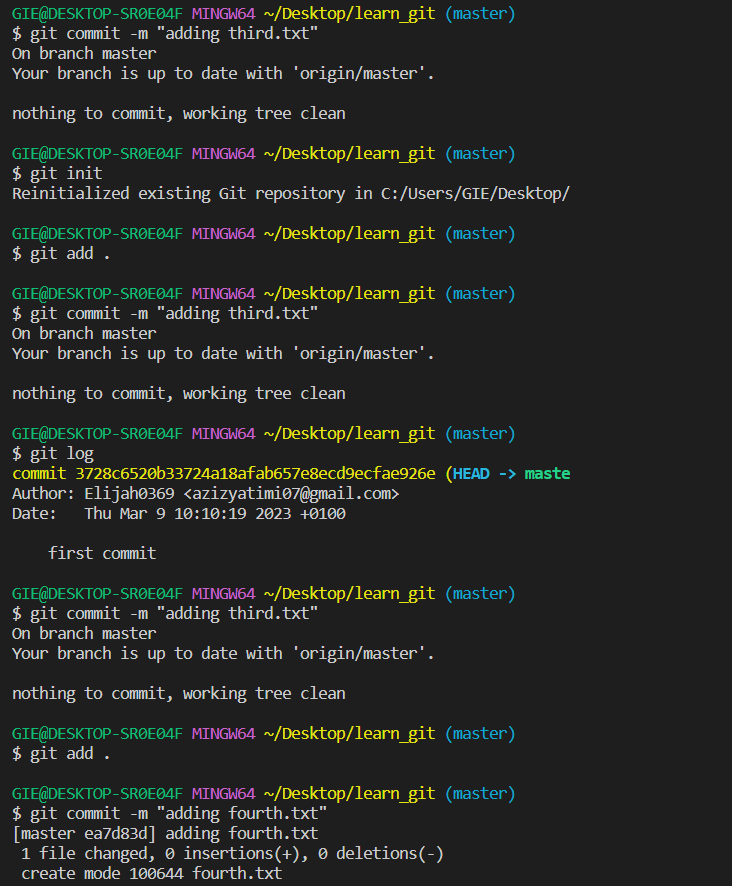 GIE@DESKTOP-SR0E04F MINGW64 ~/Desktop/learn_git (master)
$ git commit -m "adding third.txt"
On branch master
Your branch is up to date with 'origin/master'.
nothing to commit, working tree clean
GIE@DESKTOP-SR0E04F MINGW64 ~/Desktop/learn_git (master)
$ git init
Reinitialized existing Git repository in C:/Users/GIE/Desktop/
GIE@DESKTOP-SR0E04F MINGW64 ~/Desktop/learn_git (master)
$ git add .
GIE@DESKTOP-SR0E04F MINGW64 ~/Desktop/learn_git (master)
$ git commit -m "adding third.txt"
On branch master
Your branch is up to date with 'origin/master'.
nothing to commit, working tree clean
GIE@DESKTOP-SR0E04F MINGW64 ~/Desktop/learn_git (master)
$ git log
commit 3728c6520b33724a18afab657e8ecd9ecfae926e (HEAD -> maste
Author: Elijah0369 <azizyatimi07@gmail.com>
Date:   Thu Mar 9 10:10:19 2023 +0100
    first commit
GIE@DESKTOP-SR0E04F MINGW64 ~/Desktop/learn_git (master)
$ git commit -m "adding third.txt"
On branch master
Your branch is up to date with 'origin/master'.
nothing to commit, working tree clean
GIE@DESKTOP-SR0E04F MINGW64 ~/Desktop/learn_git (master)
$ git add .
GIE@DESKTOP-SR0E04F MINGW64 ~/Desktop/learn_git (master)
$ git commit -m "adding fourth.txt"
[master ea7d83d] adding fourth.txt
 1 file changed, 0 insertions(+), 0 deletions(-)
 create mode 100644 fourth.txt